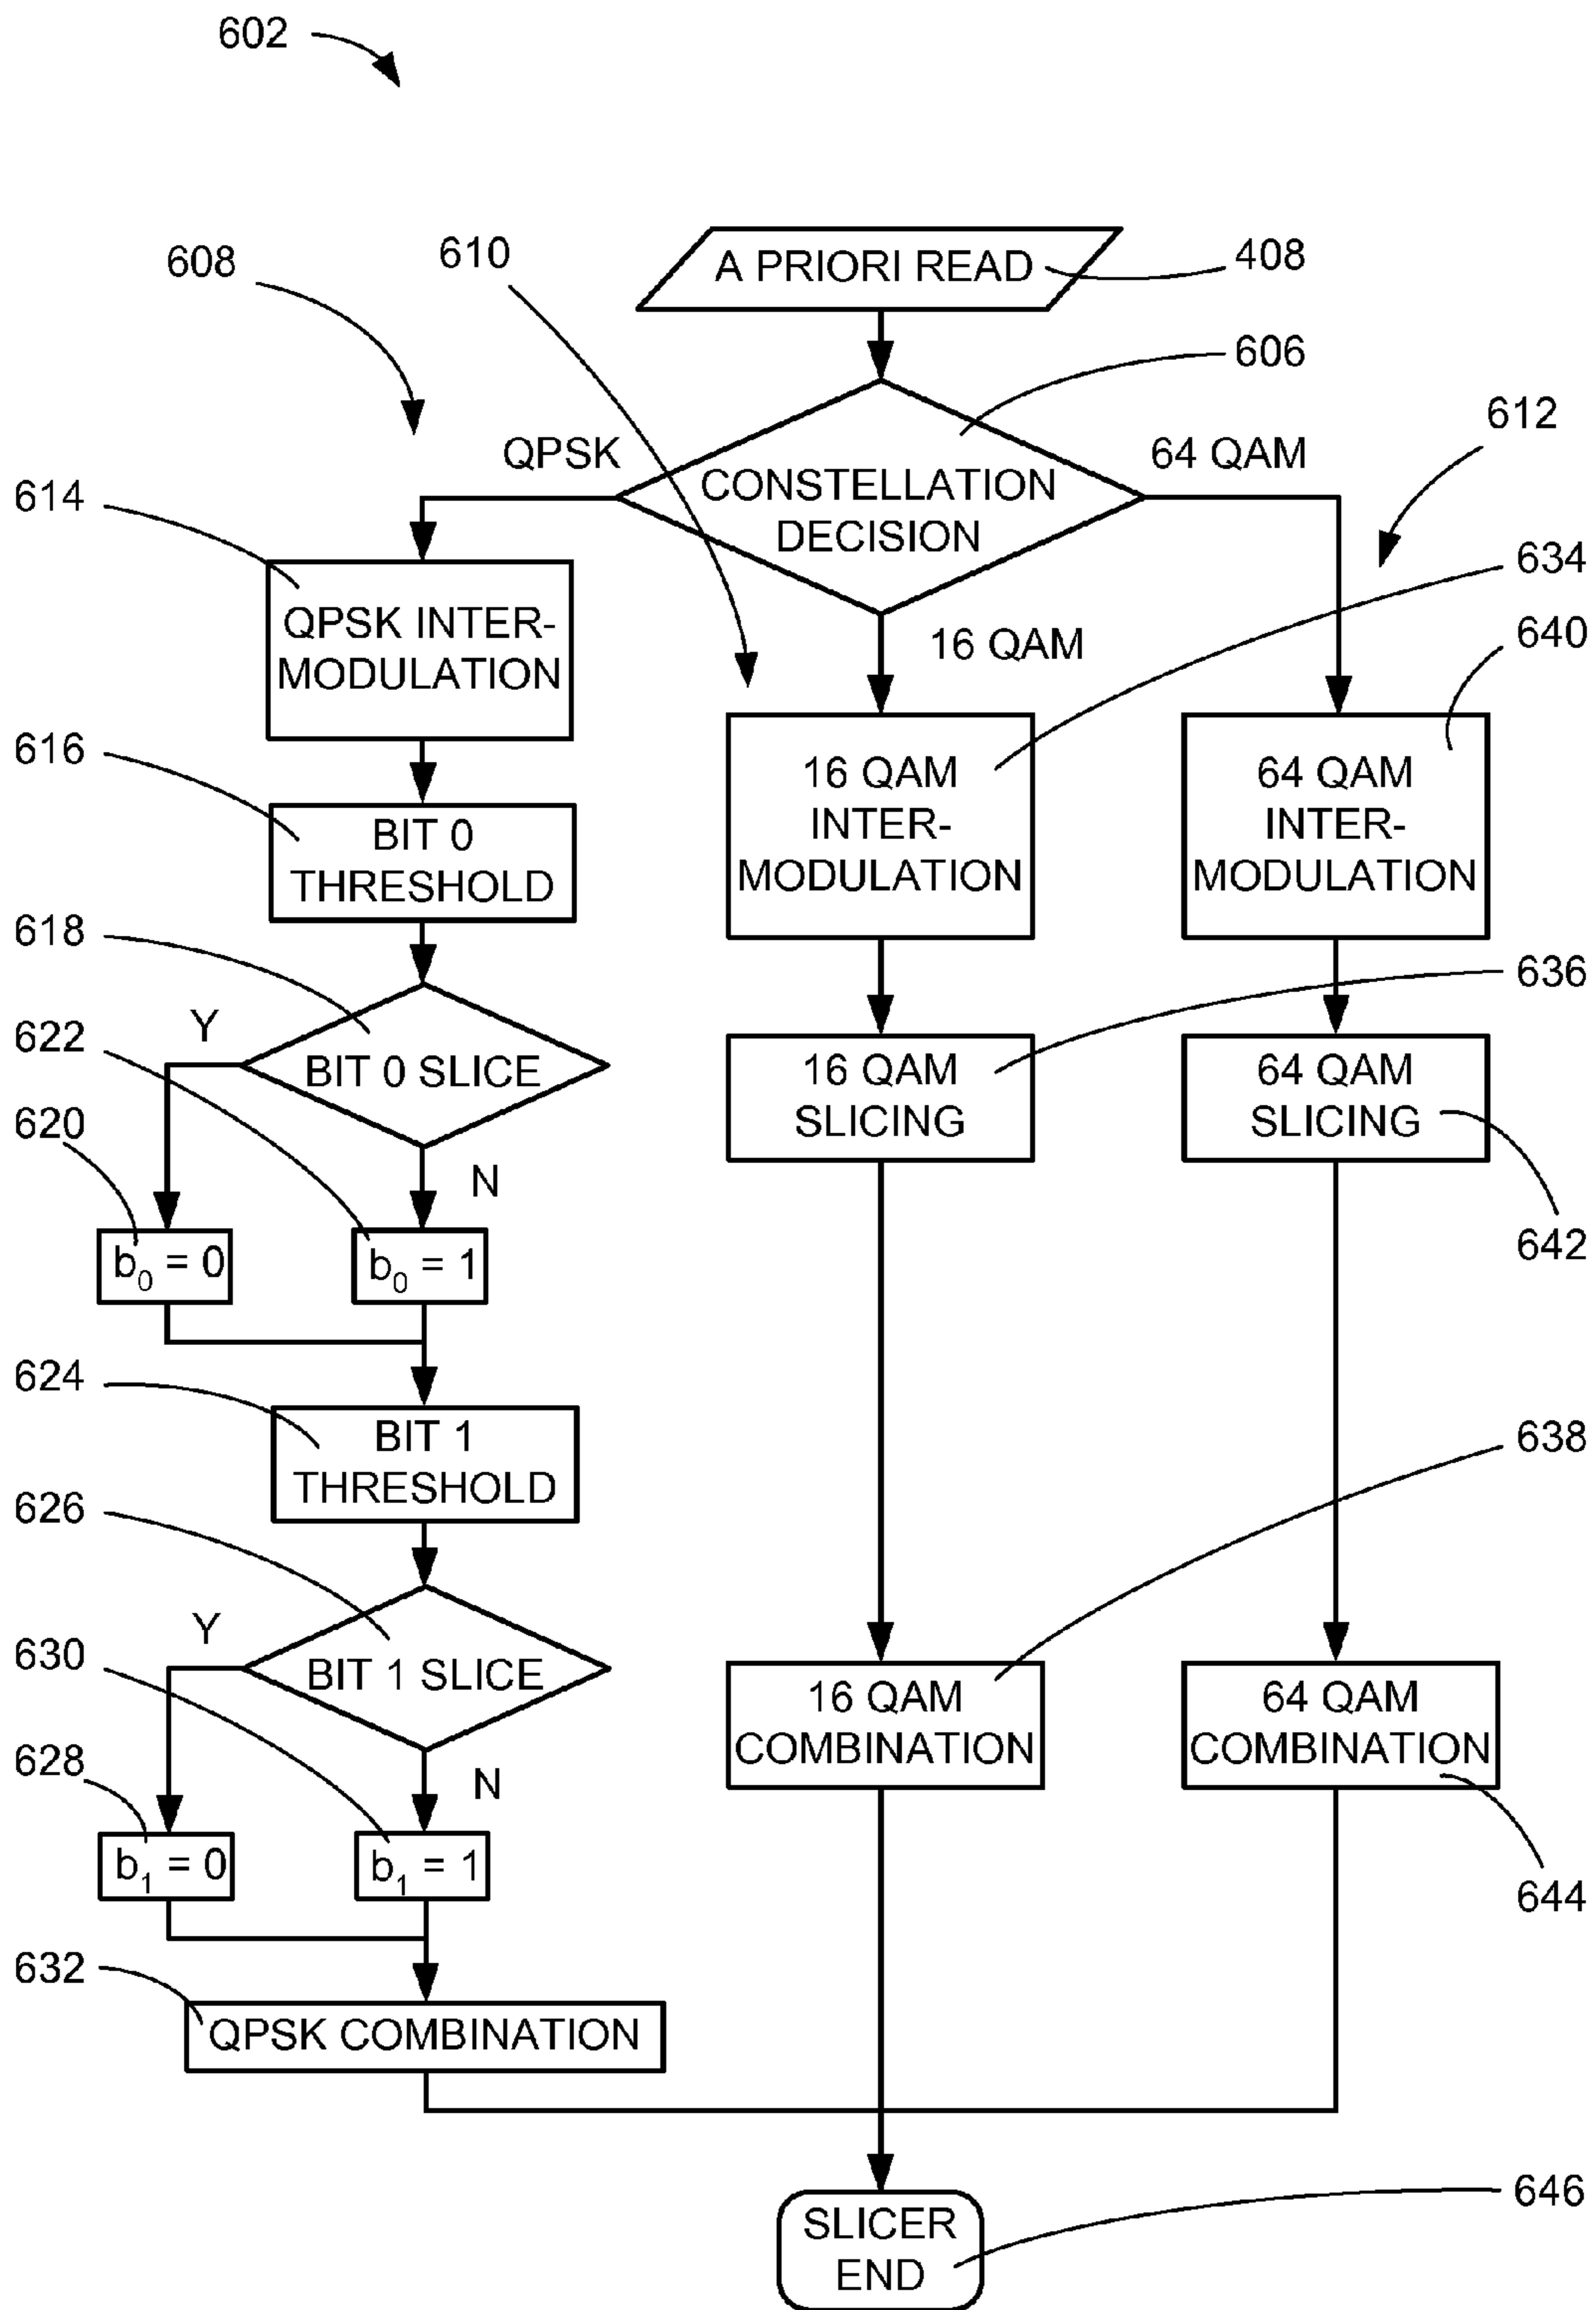 602
608
610
A PRIORI READ
408
606
612
QPSK
64 QAM
CONSTELLATION
DECISION
614
634
QPSK INTER-
MODULATION
16 QAM
640
616
BIT 0
THRESHOLD
16 QAM
INTER-
MODULATION
64 QAM
INTER-
MODULATION
618
636
622
Y
BIT 0 SLICE
N
16 QAM
SLICING
64 QAM
SLICING
620
642
b0 = 0
b0 = 1
624
BIT 1
THRESHOLD
638
626
Y
630
BIT 1 SLICE
N
16 QAM
COMBINATION
64 QAM
COMBINATION
628
b1 = 0
b1 = 1
644
632
QPSK COMBINATION
646
SLICER
END